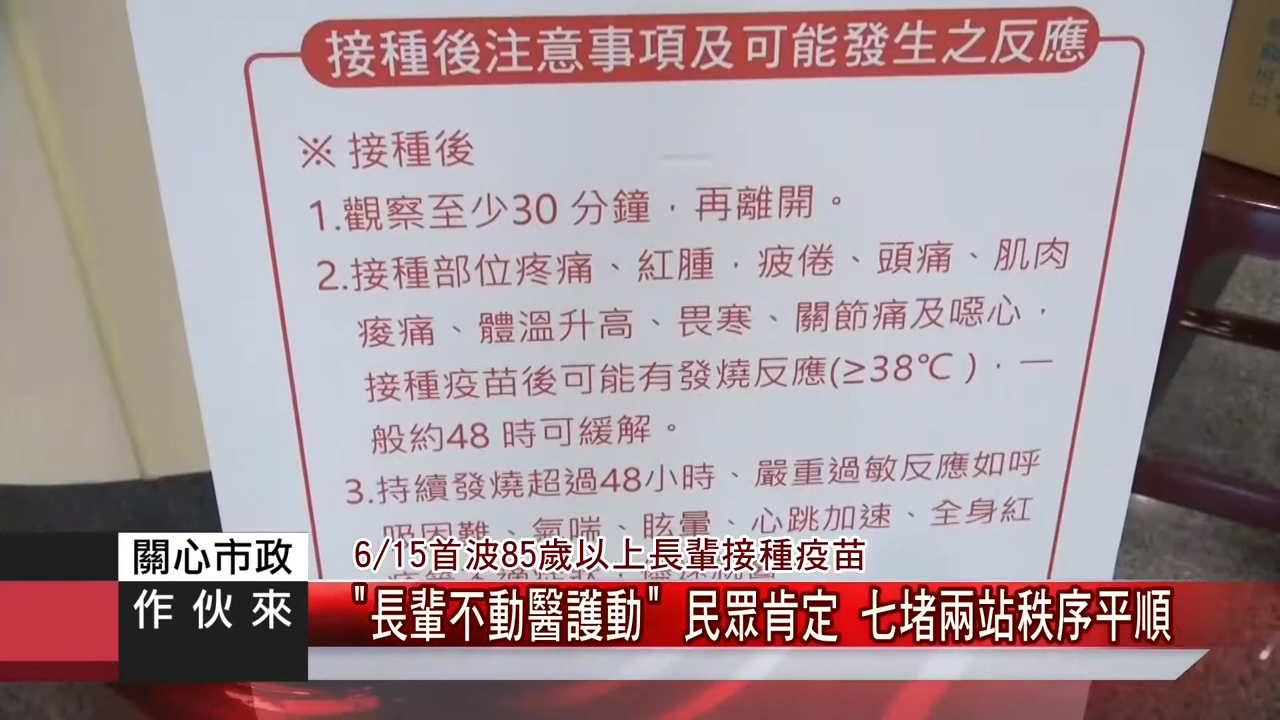 接種後注意事項及可能發生之反應
※ 接種後
1.觀察至少30 分鐘，再離開。
2.接種部位疼痛、紅腫，疲倦、頭痛、肌肉
痠痛、體溫升高、畏寒、關節痛及噁心，
接種疫苗後可能有發燒反應(≥38℃ )，一
般約48 時可緩解。
3.持續發燒超過48小時、嚴重過敏反應如呼
吸困難、氣喘、眩暈、心跳加速、全身紅
6/15首波85歲以上長輩接種疫苗
"長輩不動醫護動" 民眾肯定 七堵兩站秩序平順
關心市政
作伙來